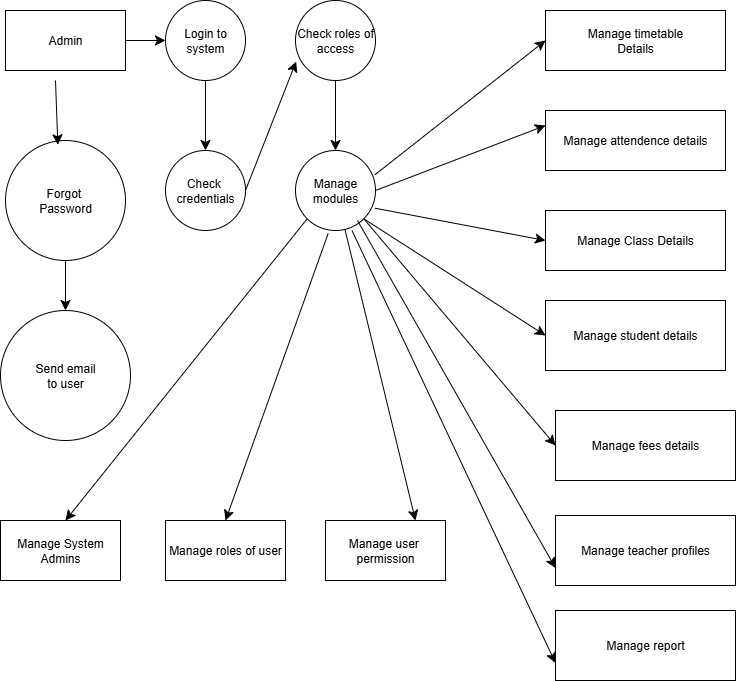 Admin
Login to
system
Check roles of
access
Manage timetable
Details
Manage attendence details
Forgot
Password
Check
credentials
Manage
modules
Manage Class Details
Manage student details
Send email
to user
Manage fees details
Manage System
Admins
Manage roles of user
Manage user
permission
Manage teacher profiles
Manage report